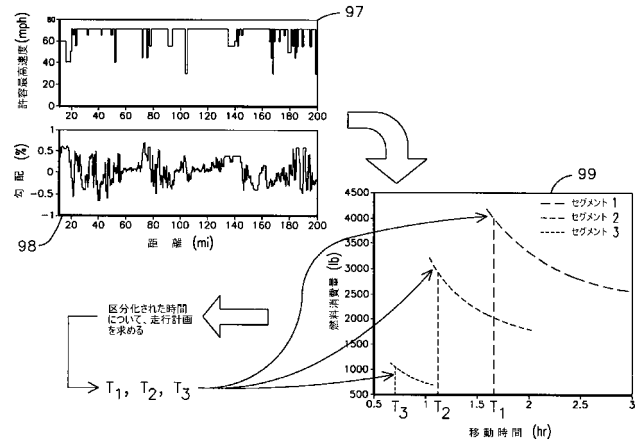 97
許容最高速度(mph)
80
60
40
20
0
20 40 60 80 100 120 140 160 180 200
勾配 (%)
1
0.5
0
-0.5
-1
20 40 60 80 100 120 140 160 180 200
98
距離 (mi)
99
燃料消費量(lb)
4500
4000
3500
3000
2500
2000
1500
1000
500
セグメント 1
セグメント 2
セグメント 3
0.5 1 1.5 2 2.5 3
T3 T2 T1
移動時間 (hr)
区分化された時間
について、走行計画
を求める
T1, T2, T3